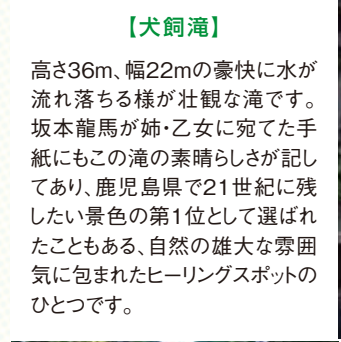 【犬飼滝】
高さ36m、幅22mの豪快に水が
流れ落ちる様が壮観な滝です。
坂本龍馬が姉・乙女に宛てた手
紙にもこの滝の素晴らしさが記し
てあり、鹿児島県で21世紀に残
したい景色の第1位として選ばれ
たこともある、自然の雄大な雰囲
気に包まれたヒーリングスポットの
ひとつです。